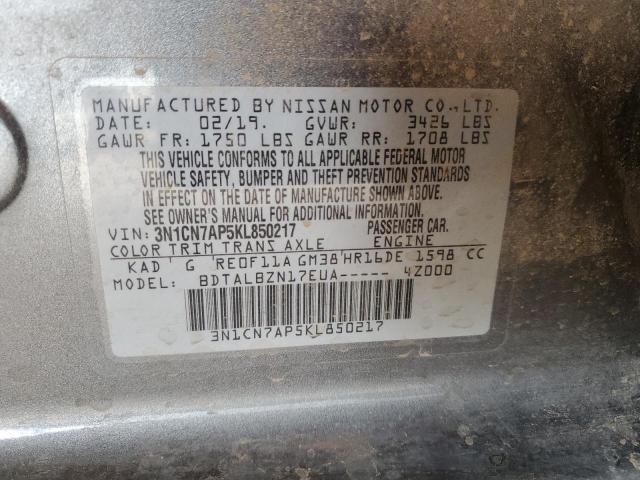 MANUFACTURED BY NISSAN MOTOR CO.,LTD.
DATE: 02/19. GVWR: 3426 LBS
GAWR FR: 1750 LBS GAWR RR: 1708 LBS
THIS VEHICLE CONFORMS TO ALL APPLICABLE FEDERAL MOTOR
VEHICLE SAFETY, BUMPER AND THEFT PREVENTION STANDARDS
IN EFFECT ON THE DATE OF MANUFACTURE SHOWN ABOVE.
SEE OWNER'S MANUAL FOR ADDITIONAL INFORMATION.
VIN: 3N1CN7AP5KL850217 PASSENGER CAR.
COLOR TRIM TRANS AXLE ENGINE
KAD ' G 'RE0F11A GM38'HR16DE 1598 CC
MODEL: BDTALBZN17EUA----- 4Z000
3N1CN7AP5KL850217